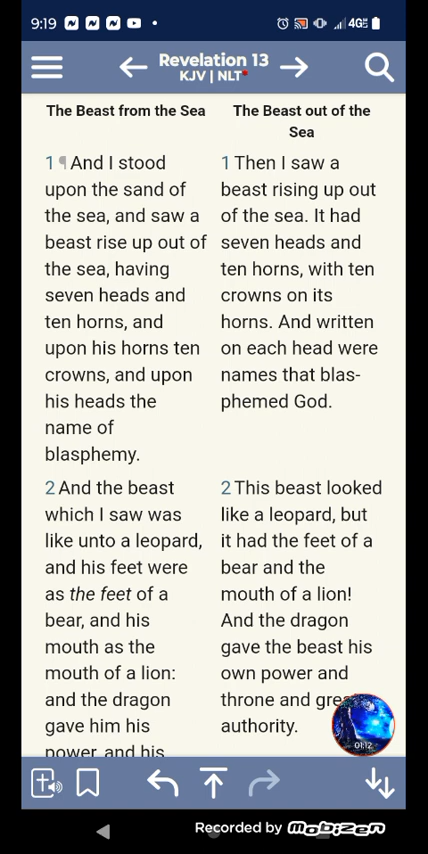 9:19
4G
Revelation 13
KJV | NLT
The Beast from the Sea
1 ¶ And I stood
upon the sand of
the sea, and saw a
beast rise up out of
the sea, having
seven heads and
ten horns, and
upon his horns ten
crowns, and upon
his heads the
name of
blasphemy.
2 And the beast
which I saw was
like unto a leopard,
and his feet were
as the feet of a
bear, and his
mouth as the
mouth of a lion:
and the dragon
gave him his
power, and his
The Beast out of the
Sea
1 Then I saw a
beast rising up out
of the sea. It had
seven heads and
ten horns, with ten
crowns on its
horns. And written
on each head were
names that blas-
phemed God.
2 This beast looked
like a leopard, but
it had the feet of a
bear and the
mouth of a lion!
And the dragon
gave the beast his
own power and
throne and great
authority.
01:12
Recorded by Mobizen